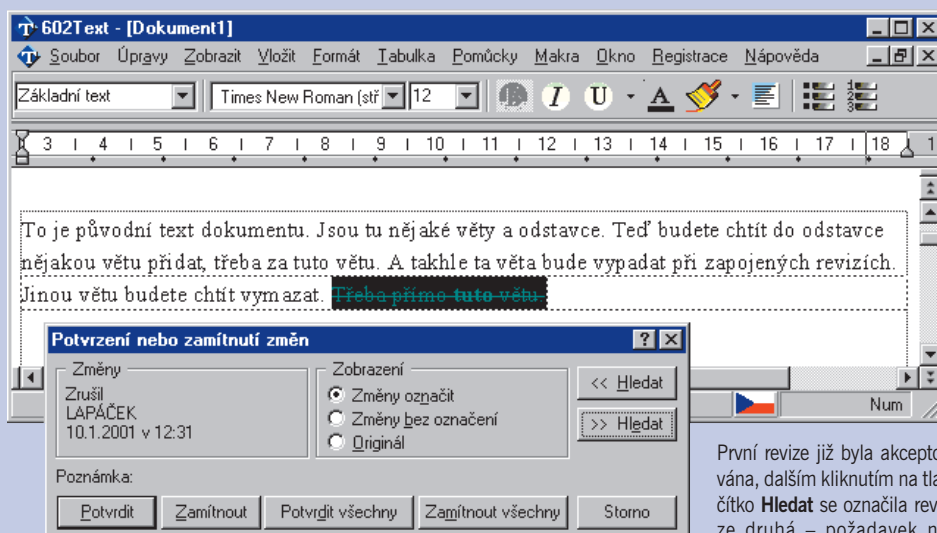 602Text - [Dokument1]
Soubor Úpravy Zobrazit Vložit Formát Tabulka Pomůcky Makra Okno Registrace Nápověda
Základní text Times New Roman (stř 12 B I U A
3 4 5 6 7 8 9 10 11 12 13 14 15 16 17 18 1
To je původní text dokumentu. Jsou tu nějaké věty a odstavce. Teď budete chtít do odstavce
nějakou větu přidat, třeba za tuto větu. A takhle ta věta bude vypadat při zapojených revizích.
Jinou větu budete chtít vymazat. Třeba přímo tuto větu.
Num
Potvrzení nebo zamítnutí změn
Změny
Zrušil
LAPÁČEK
10.1.2001 v 12:31
Zobrazení
Změny označit
Změny bez označení
Originál
<< Hledat
>> Hledat
Poznámka:
Potvrdit Zamítnout Potvrdit všechny Zamítnout všechny Storno
První revize již byla akcepto
vána, dalším kliknutím na tla
čítko Hledat se označila rev
ze druhá – požadavek n